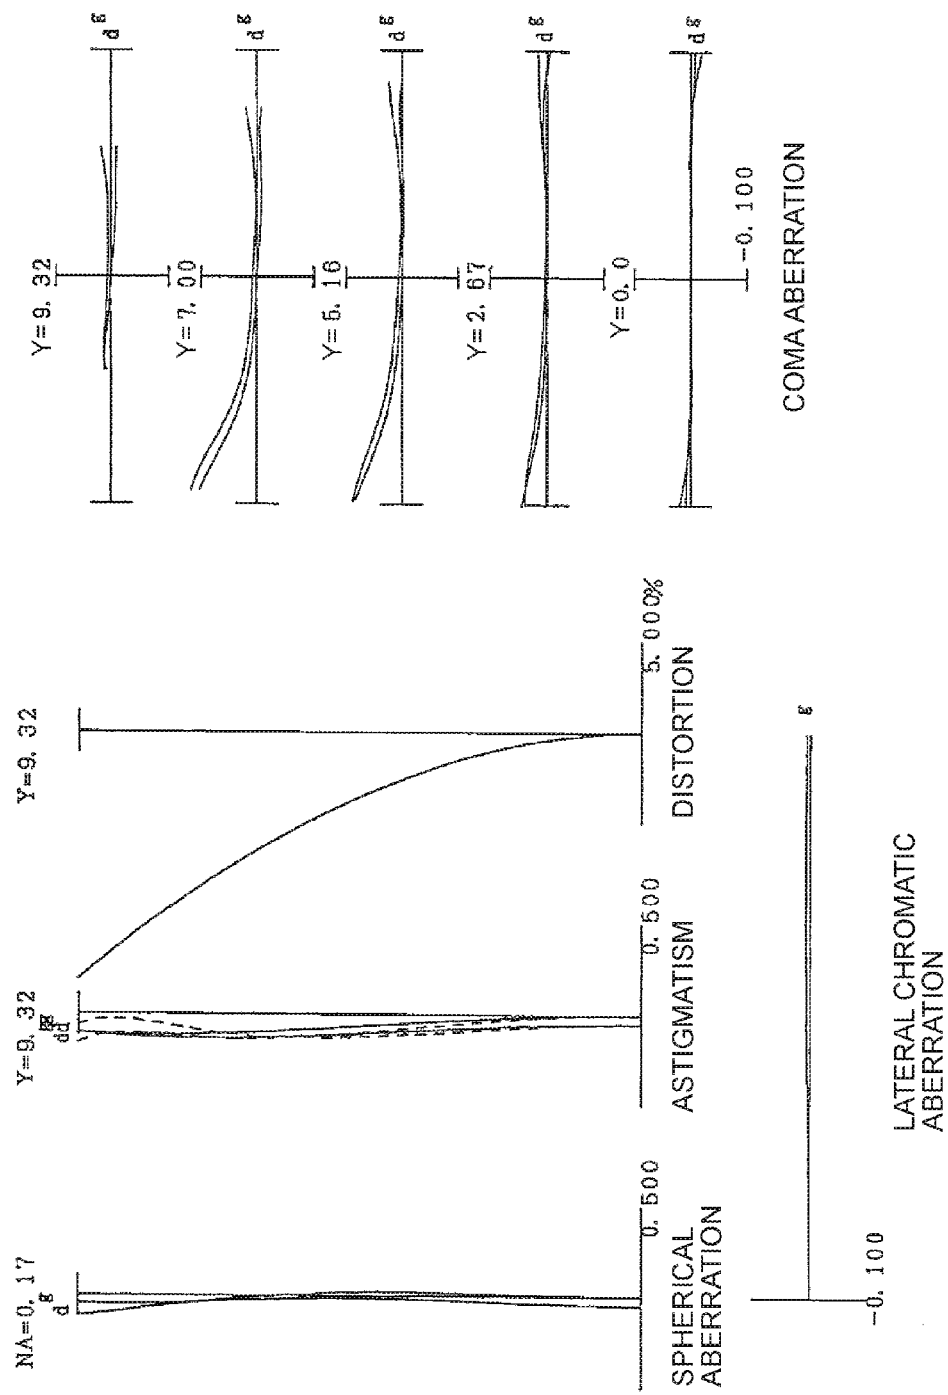 NA=0. 17
g
d
0. 500
SPHERICAL
ABERRATION
Y=9. 32
dd
0. 500
ASTIGMATISM
Y=9. 32
5. 000%
DISTORTION
Y=9. 32
g
d
Y=7. 00
g
d
Y=5. 16
g
d
Y=2. 67
g
d
Y=0. 0
g
d
-0. 100
COMA ABERRATION
g
-0. 100
LATERAL CHROMATIC
ABERRATION